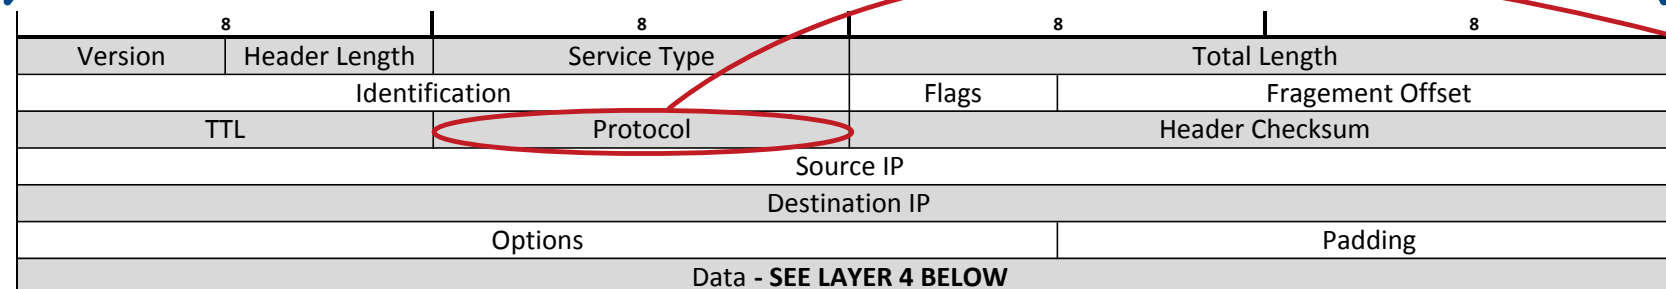 8 8 8 8
Version Header Length Service Type Total Length
Identification Flags Fragement Offset
TTL Protocol Header Checksum
Source IP
Destination IP
Options Padding
Data - SEE LAYER 4 BELOW